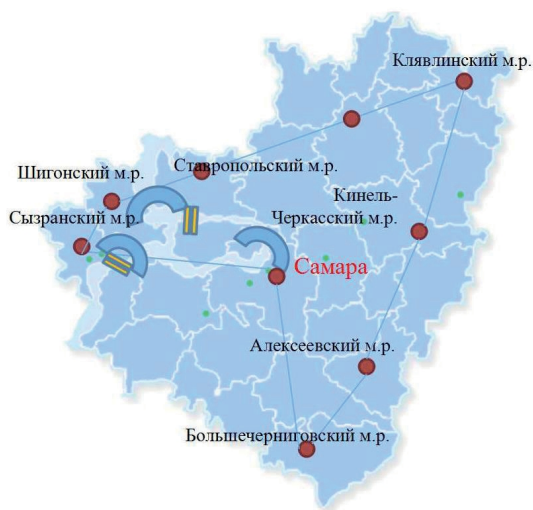 Клявлинский м.р.
Ставропольский м.р.
Шигонский м.р.
Кинель-
Черкасский м.р.
Сызранский м.р.
Самара
Алексеевский м.р.
Большечерниговский м.р.